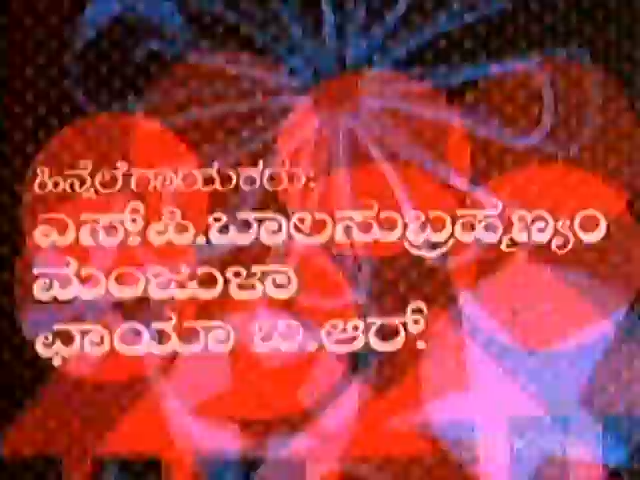 ಹಿನ್ನೆಲೆಗಾಯಕರು:
ಎಸ್.ಪಿ.ಬಾಲಸುಬ್ರಹ್ಮಣ್ಯಂ
ಮಂಜುಳಾ
ಛಾಯಾ ಬಿ.ಆರ್.